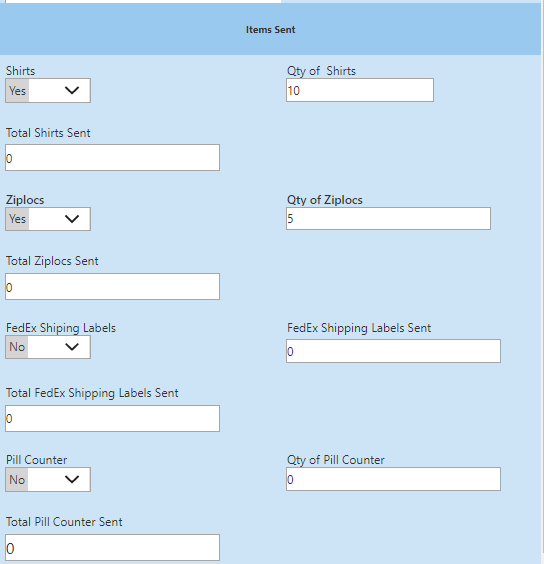 Items Sent
Shirts
Qty of Shirts
Yes
10
Total Shirts Sent
0
Ziplocs
Qty of Ziplocs
Yes
5
Total Ziplocs Sent
0
FedEx Shiping Labels
FedEx Shipping Labels Sent
No
0
Total FedEx Shipping Labels Sent
0
Pill Counter
Qty of Pill Counter
No
0
Total Pill Counter Sent
0